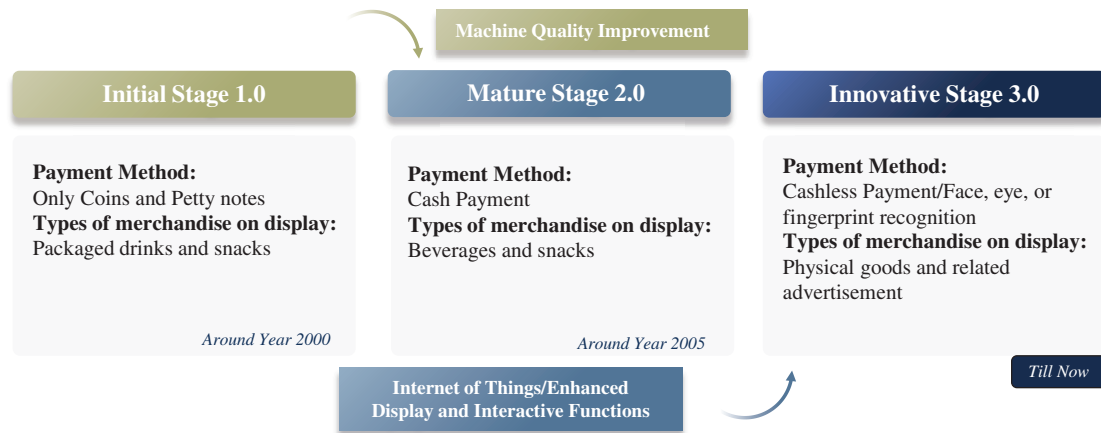 Machine Quality Improvement
Initial Stage 1.0
Mature Stage 2.0
Innovative Stage 3.0
Payment Method:
Only Coins and Petty notes
Types of merchandise on display:
Packaged drinks and snacks
Around Year 2000
Payment Method:
Cash Payment
Types of merchandise on display:
Beverages and snacks
Around Year 2005
Payment Method:
Cashless Payment/Face, eye, or
fingerprint recognition
Types of merchandise on display:
Physical goods and related
advertisement
Till Now
Internet of Things/Enhanced
Display and Interactive Functions